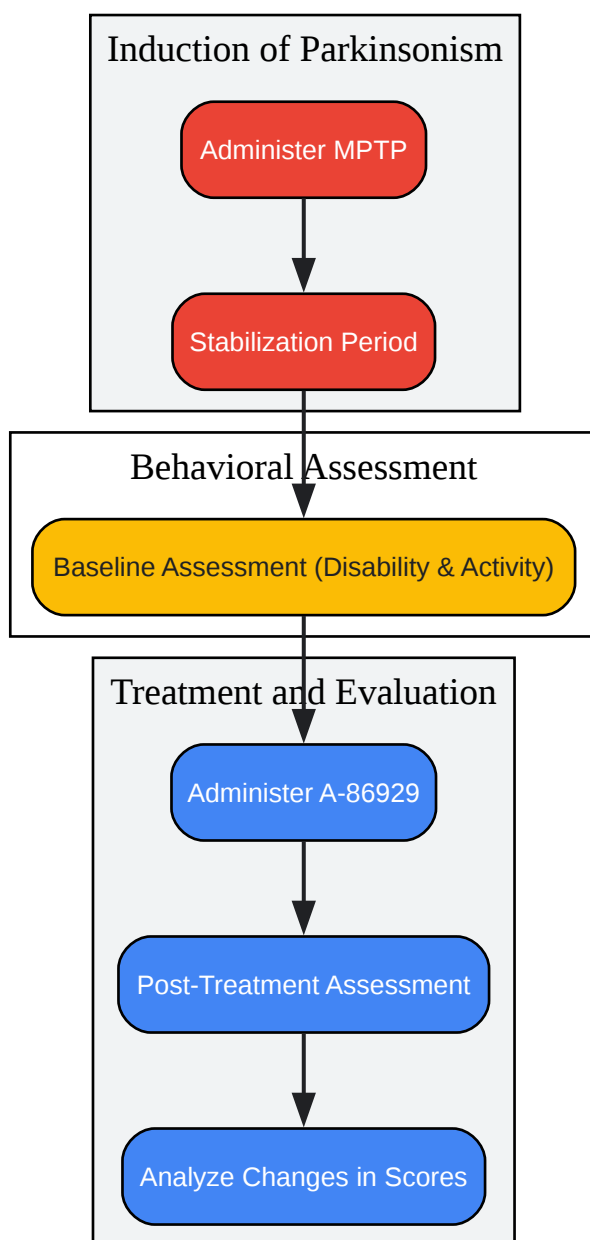 Induction of Parkinsonism
Administer MPTP
Stabilization Period
Behavioral Assessment
Baseline Assessment (Disability & Activity)
Treatment and Evaluation
Administer A-86929
Post-Treatment Assessment
Analyze Changes in Scores